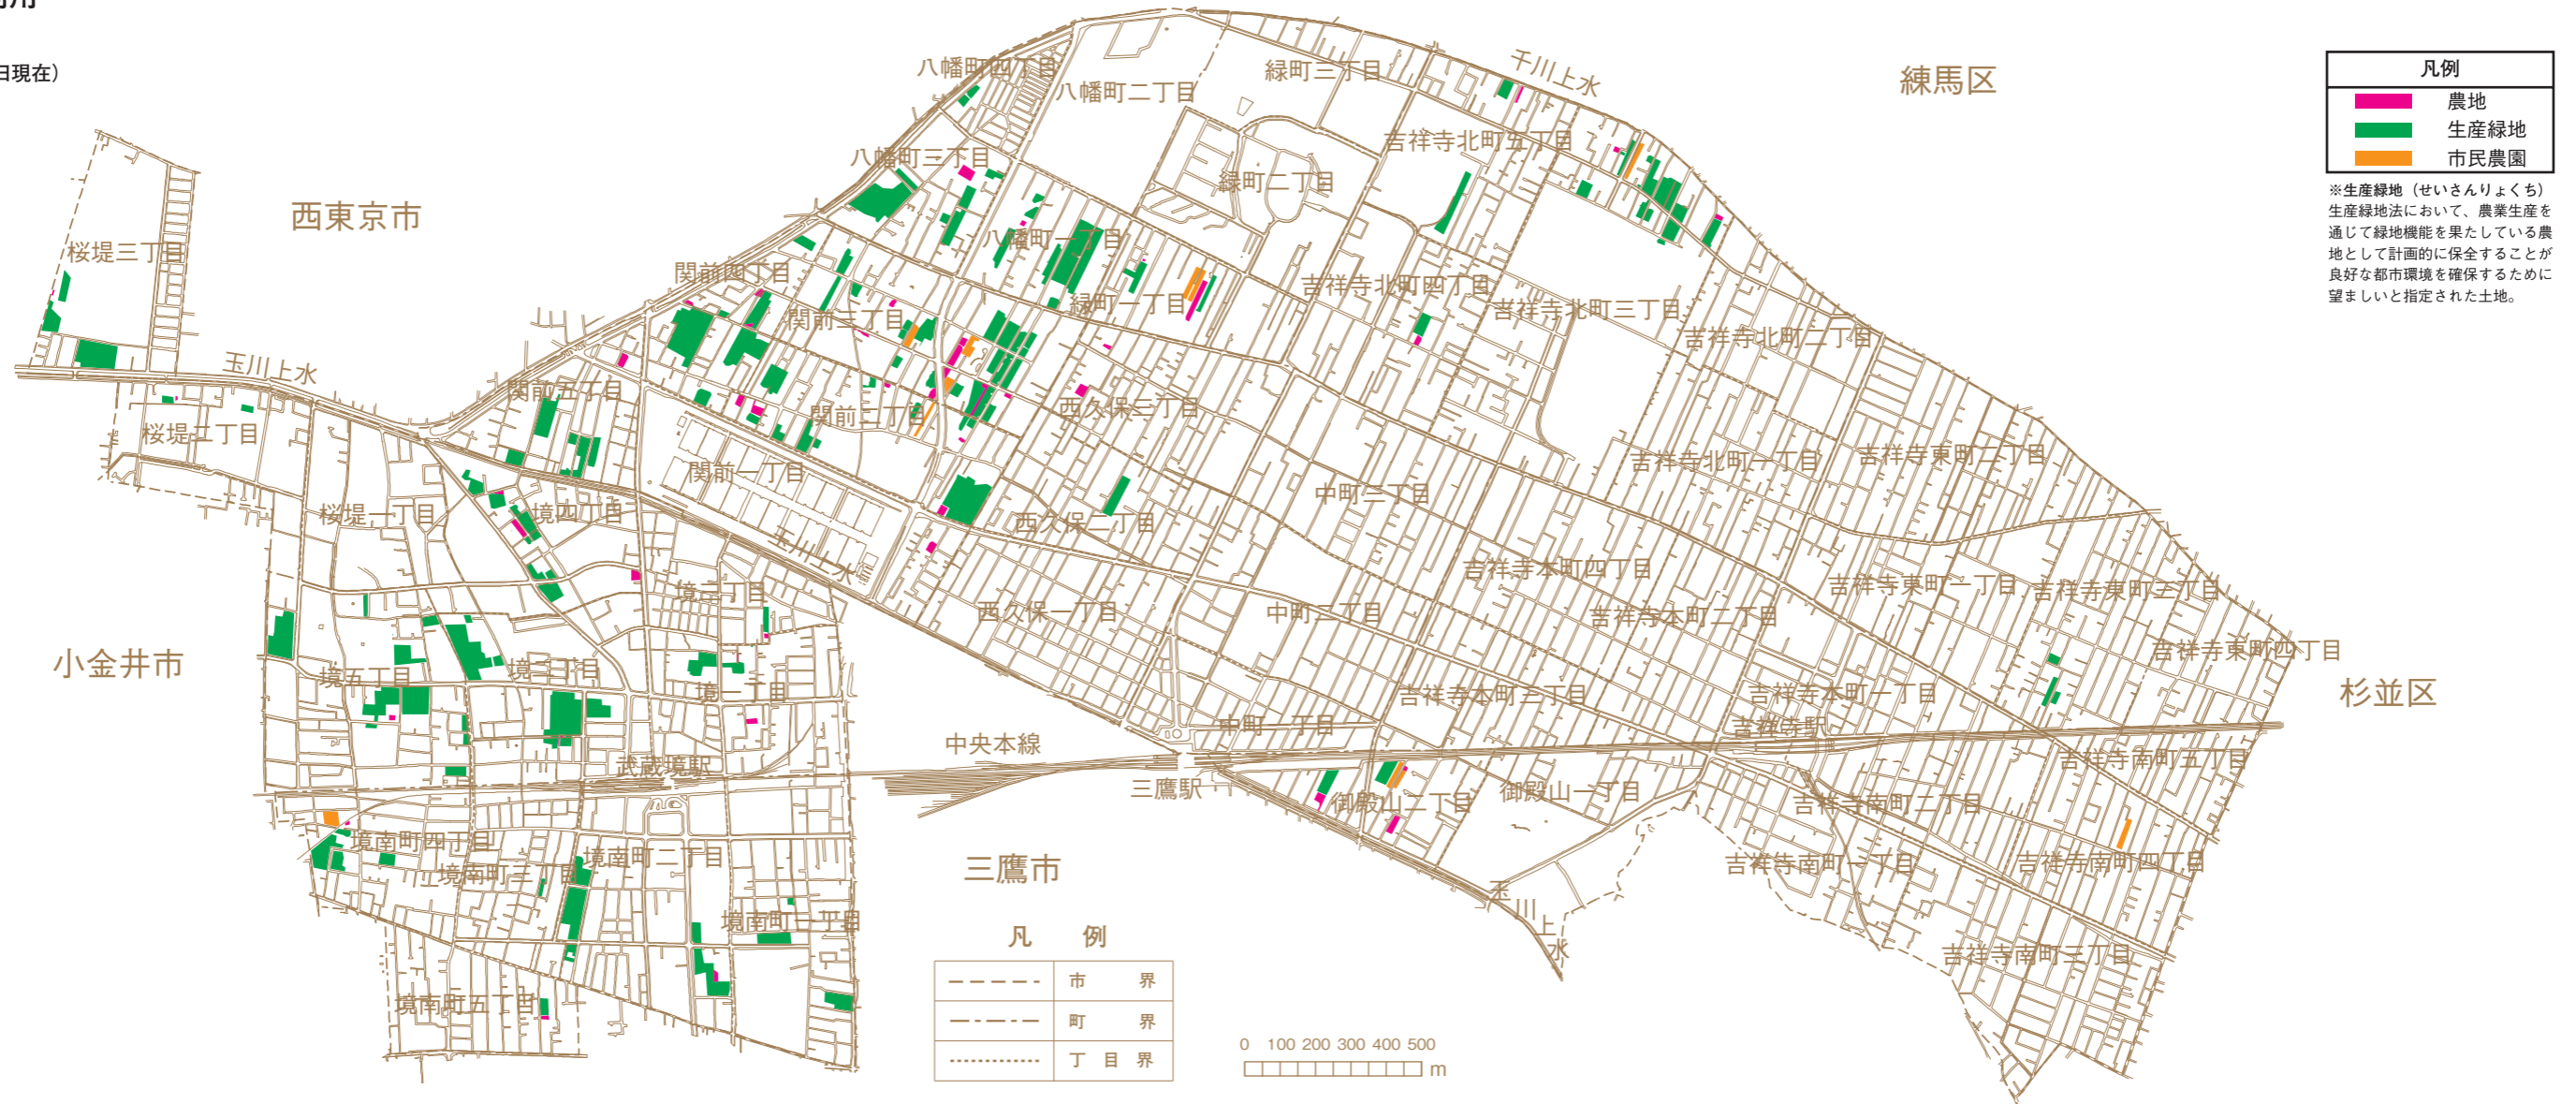 日現在）
凡例
農地
生産緑地
市民農園
※生産緑地（せいさんりょくち）
生産緑地法において、農業生産を
通じて緑地機能を果たしている農
地として計画的に保全することが
良好な都市環境を確保するために
望ましいと指定された土地。
練馬区
千川上水
八幡町四丁目
八幡町二丁目
緑町三丁目
吉祥寺北町五丁目
八幡町三丁目
緑町二丁目
西東京市
桜堤三丁目
八幡町一丁目
関前四丁目
緑町一丁目
吉祥寺北町四丁目
吉祥寺北町三丁目
関前三丁目
吉祥寺北町二丁目
玉川上水
関前五丁目
関前二丁目
西久保三丁目
桜堤二丁目
関前一丁目
吉祥寺北町一丁目
吉祥寺東町二丁目
中町三丁目
桜堤一丁目
境四丁目
西久保二丁目
玉川上水
吉祥寺本町四丁目
境二丁目
西久保一丁目
中町二丁目
吉祥寺本町二丁目
吉祥寺東町一丁目
吉祥寺東町三丁目
小金井市
吉祥寺東町四丁目
境五丁目
境三丁目
境一丁目
吉祥寺本町三丁目
吉祥寺本町一丁目
杉並区
中町一丁目
吉祥寺駅
中央本線
武蔵境駅
三鷹駅
吉祥寺南町五丁目
御殿山二丁目
御殿山一丁目
吉祥寺南町二丁目
境南町四丁目
境南町三丁目
境南町二丁目
三鷹市
吉祥寺南町一丁目
吉祥寺南町四丁目
玉川上水
境南町一丁目
吉祥寺南町三丁目
境南町五丁目
凡 例
市 界
町 界
丁 目 界
0 100 200 300 400 500
m